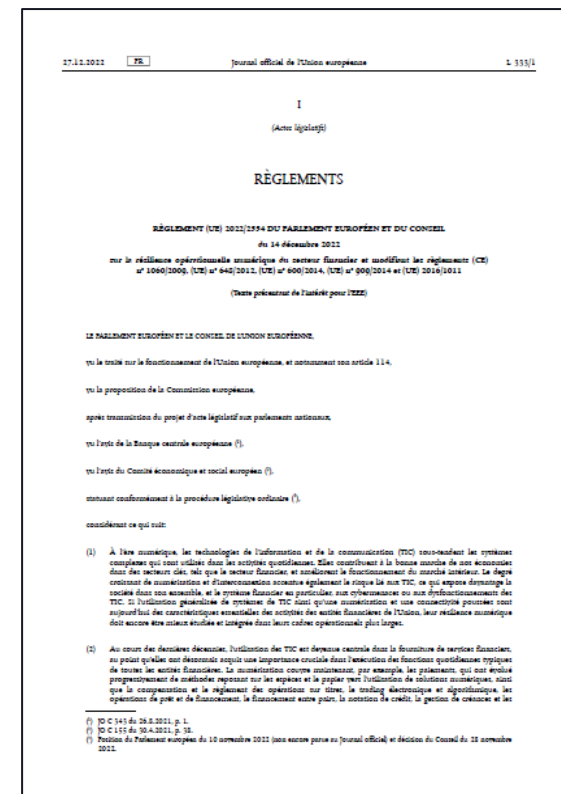 27.12.2022 FR Journal officiel de l'Union européenne L 333/1
I
(Actes législatifs)
RÈGLEMENTS
RÈGLEMENT (UE) 2022/2554 DU PARLEMENT EUROPÉEN ET DU CONSEIL
du 14 décembre 2022
sur la résilience opérationnelle numérique du secteur financier et modifiant les règlements (CE)
n° 1060/2009, (UE) n° 648/2012, (UE) n° 600/2014, (UE) n° 909/2014 et (UE) 2016/1011
(Texte présentant de l'intérêt pour l'EEE)
LE PARLEMENT EUROPÉEN ET LE CONSEIL DE L'UNION EUROPÉENNE,
vu le traité sur le fonctionnement de l'Union européenne, et notamment son article 114,
vu la proposition de la Commission européenne,
après transmission du projet d'acte législatif aux parlements nationaux,
vu l'avis de la Banque centrale européenne (¹),
vu l'avis du Comité économique et social européen (²),
statuant conformément à la procédure législative ordinaire (³),
considérant ce qui suit:
(1) À l'ère numérique, les technologies de l'information et de la communication (TIC) sous-tendent les systèmes
complexes qui sont utilisés dans les activités quotidiennes. Elles contribuent à la bonne marche de nos économies
dans des secteurs clés, tels que le secteur financier, et améliorent le fonctionnement du marché intérieur. Le degré
croissant de numérisation et d'interconnexion accentue également le risque lié aux TIC, ce qui expose davantage la
société dans son ensemble, et le système financier en particulier, aux cybermenaces ou aux dysfonctionnements des
TIC. Si l'utilisation généralisée de systèmes de TIC ainsi qu'une numérisation et une connectivité poussées sont
aujourd'hui des caractéristiques essentielles des activités des entités financières de l'Union, leur résilience numérique
doit encore être mieux étudiée et intégrée dans leurs cadres opérationnels plus larges.
(2) Au cours des dernières décennies, l'utilisation des TIC est devenue centrale dans la fourniture de services financiers,
au point qu'elles ont désormais acquis une importance cruciale dans l'exécution des fonctions quotidiennes typiques
de toutes les entités financières. La numérisation couvre maintenant, par exemple, les paiements, qui ont évolué
progressivement de méthodes reposant sur les espèces et le papier vers l'utilisation de solutions numériques, ainsi
que la compensation et le règlement des opérations sur titres, le trading électronique et algorithmique, les
opérations de prêt et de financement, le financement entre pairs, la notation de crédit, la gestion de créances et les
(¹) JO C 343 du 26.8.2021, p. 1.
(²) JO C 155 du 30.4.2021, p. 38.
(³) Position du Parlement européen du 10 novembre 2022 (non encore parue au Journal officiel) et décision du Conseil du 28 novembre
2022.